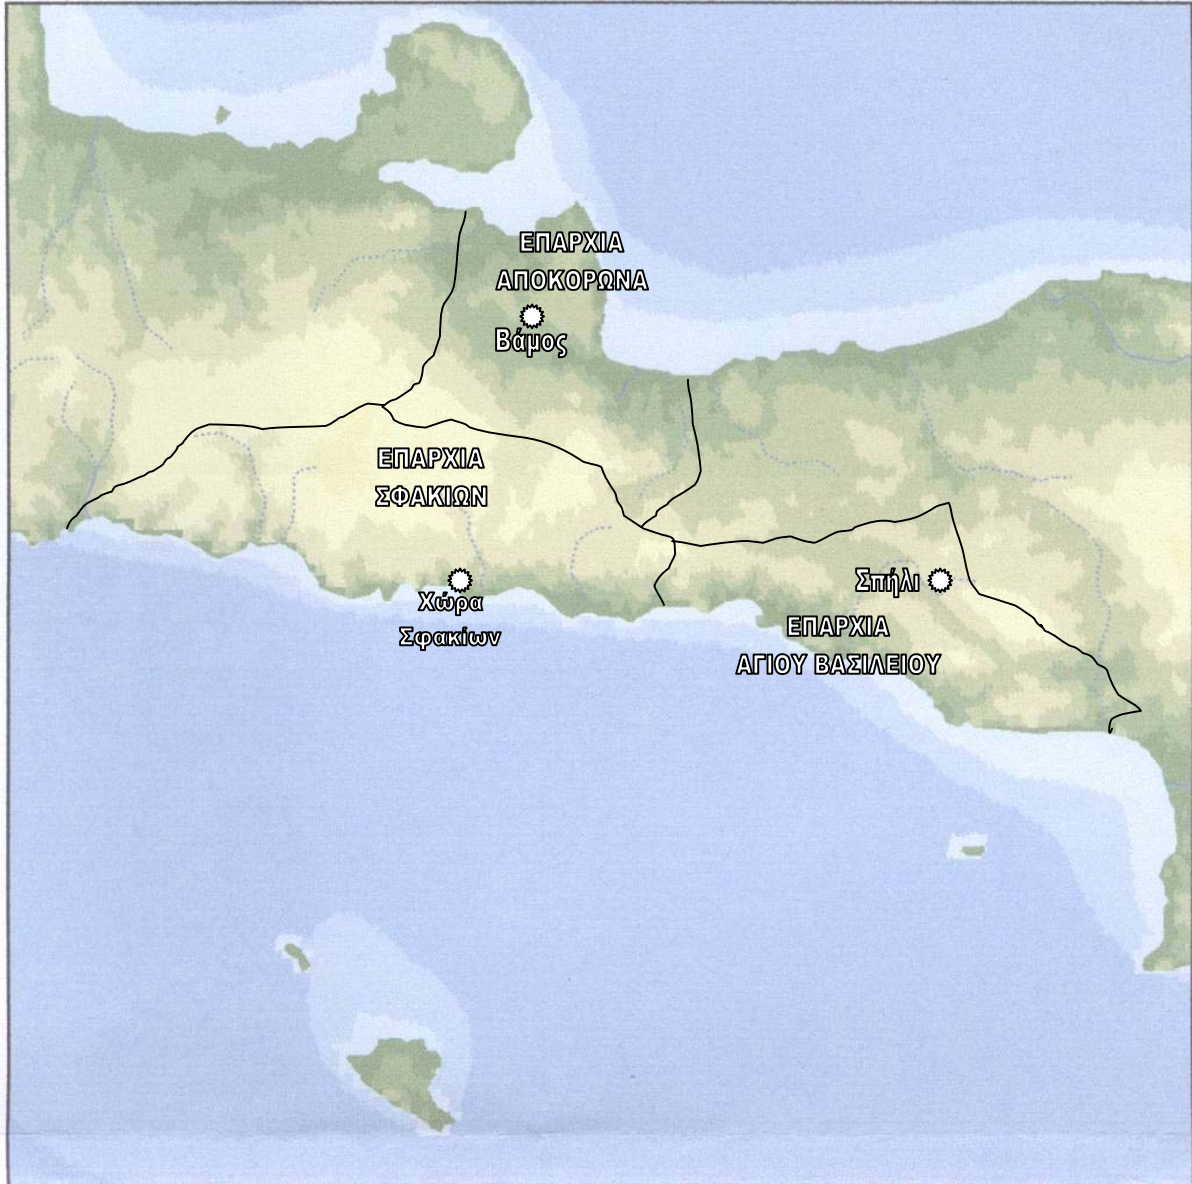 ΕΠΑΡΧΙΑ
ΑΠΟΚΟΡΩΝΑ
Βάμος
ΕΠΑΡΧΙΑ
ΣΦΑΚΙΩΝ
Χώρα
Σφακίων
Σπήλι
ΕΠΑΡΧΙΑ
ΑΓΙΟΥ ΒΑΣΙΛΕΙΟΥ